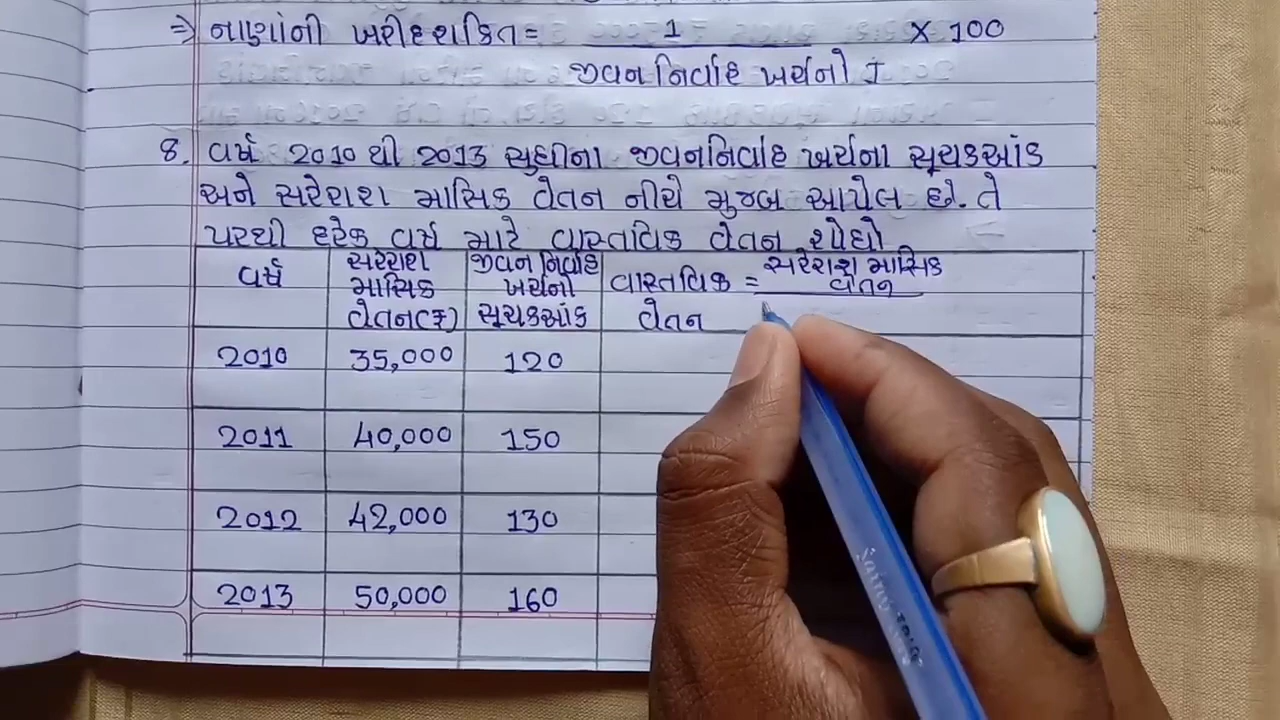 ⇒ નાણાંની ખરીદશક્તિ = 1 × 100
જીવનનિર્વાહ ખર્ચનો I
8. વર્ષ 2010 થી 2013 સુધીના જીવનનિર્વાહ ખર્ચના સૂચકઆંક
અને સરેરાશ માસિક વેતન નીચે મુજબ આપેલ છે. તે
પરથી દરેક વર્ષ માટે વાસ્તવિક વેતન શોધો
વર્ષ સરેરાશ માસિક વેતન(₹) જીવનનિર્વાહ ખર્ચનો સૂચકઆંક વાસ્તવિક વેતન = સરેરાશ માસિક વેતન
2010 35,000 120
2011 40,000 150
2012 42,000 130
2013 50,000 160